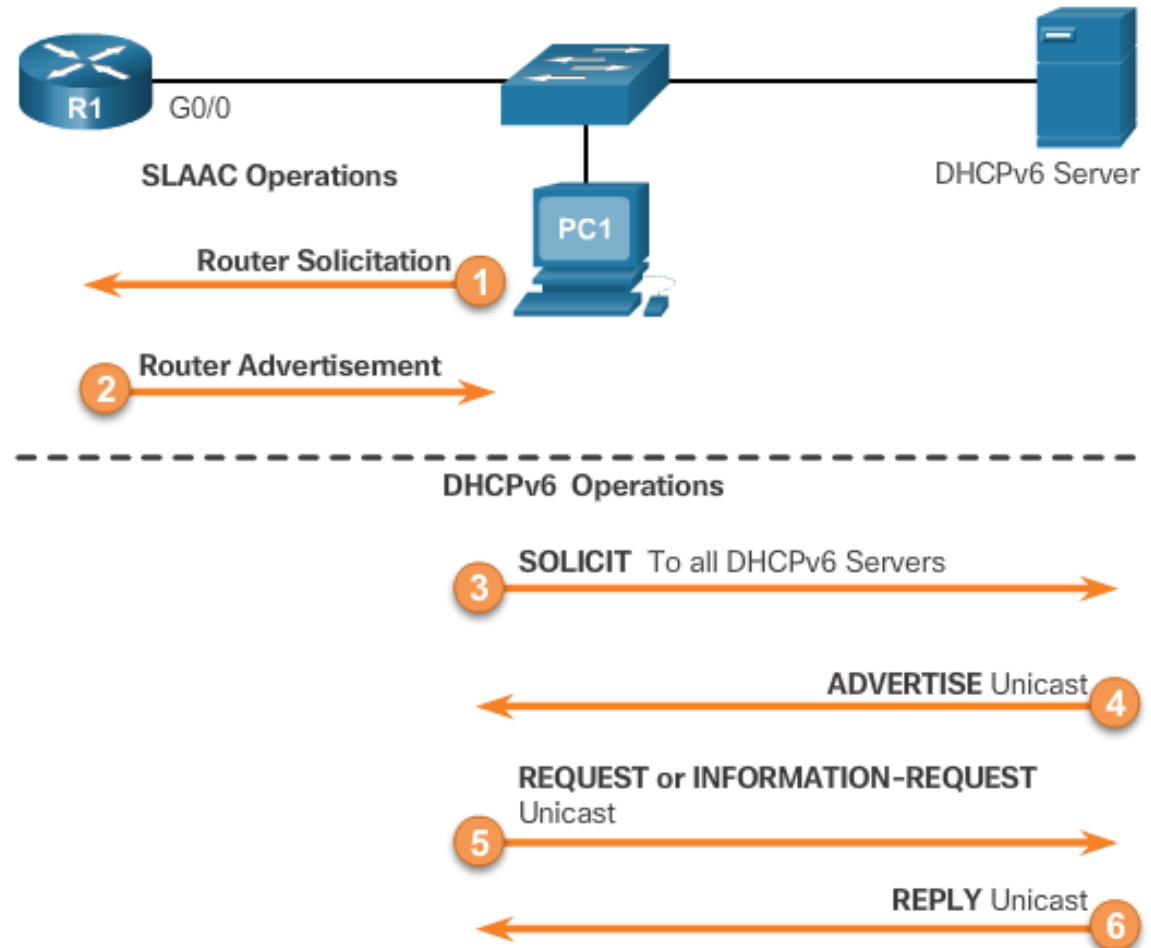 R1
G0/0
DHCPv6 Server
SLAAC Operations
PC1
Router Solicitation
1
Router Advertisement
2
DHCPv6 Operations
SOLICIT To all DHCPv6 Servers
3
ADVERTISE Unicast
4
REQUEST or INFORMATION-REQUEST
Unicast
5
REPLY Unicast
6